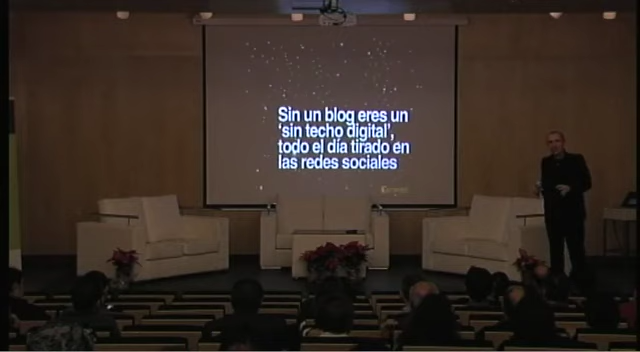 Sin un blog eres un
'sin techo digital',
todo el día tirado en
las redes sociales